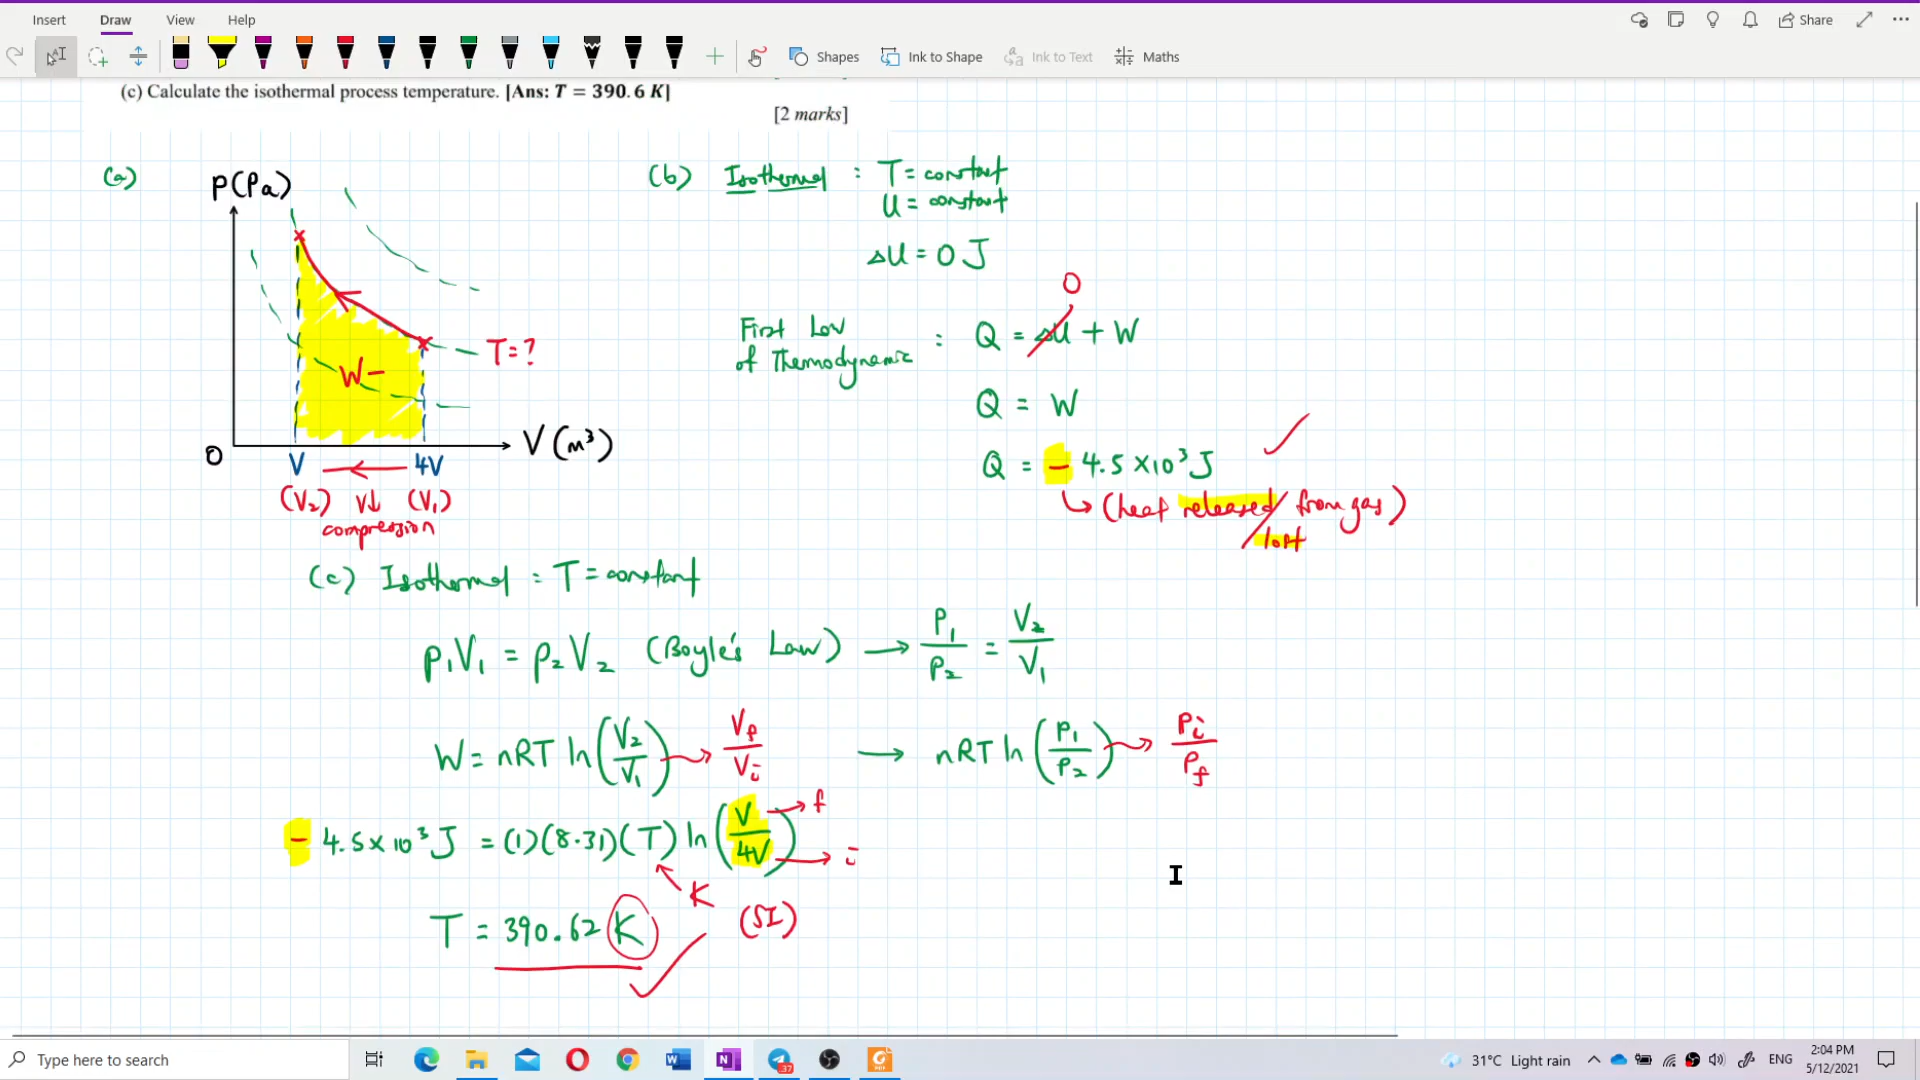 Insert Draw View Help
Share
Shapes Ink to Shape Ink to Text Maths
(c) Calculate the isothermal process temperature. [Ans: T = 390.6 K]
[2 marks]
(a)
P(Pa)
T=?
W-
O
V(m³)
V 4V
(V₂) V↓ (V₁)
compression
(b) Isothermal : T = constant
U = constant
ΔU = 0 J
0
First Law
of Thermodynamic : Q = ΔU + W
Q = W
Q = - 4.5 ×10³ J
↳ (heat released / from gas)
/lost
(c) Isothermal : T = constant
P₁V₁ = P₂V₂ (Boyle's Law) → P₁/P₂ = V₂/V₁
W = nRT ln(V₂/V₁) → Vf/Vi → nRT ln(P₁/P₂) → Pi/Pf
- 4.5 × 10³ J = (1)(8.31)(T) ln(V/4V) → f → i
K
T = 390.62 K (SI)
Type here to search
37
31°C Light rain
ENG
2:04 PM
5/12/2021